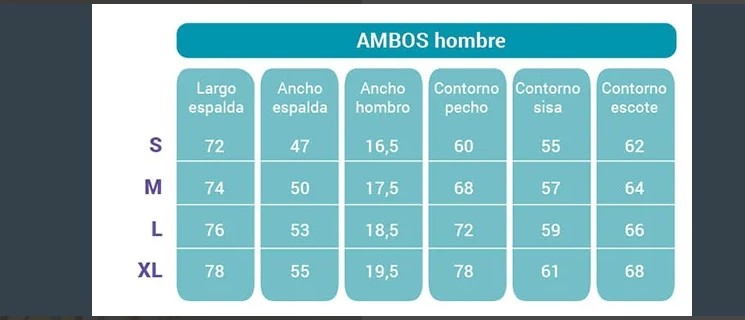 AMBOS hombre
Largo espalda Ancho espalda Ancho hombro Contorno pecho Contorno sisa Contorno escote
S 72 47 16,5 60 55 62
M 74 50 17,5 68 57 64
L 76 53 18,5 72 59 66
XL 78 55 19,5 78 61 68